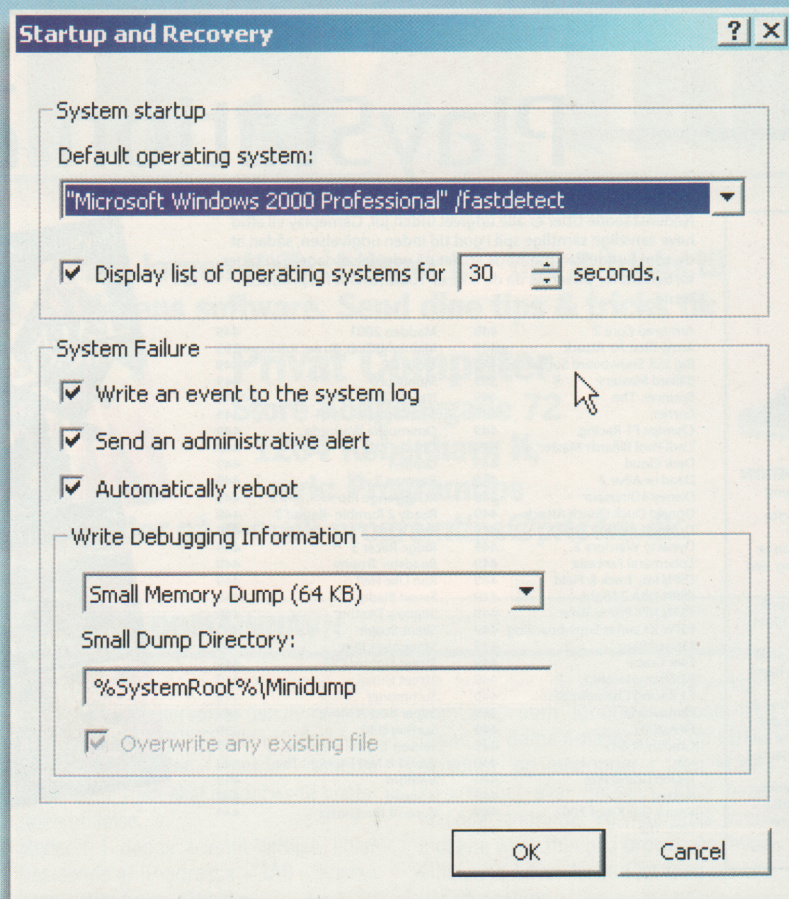 Startup and Recovery
System startup
Default operating system:
"Microsoft Windows 2000 Professional" /fastdetect
Display list of operating systems for 30 seconds.
System Failure
Write an event to the system log
Send an administrative alert
Automatically reboot
Write Debugging Information
Small Memory Dump (64 KB)
Small Dump Directory:
%SystemRoot%\Minidump
Overwrite any existing file
OK Cancel